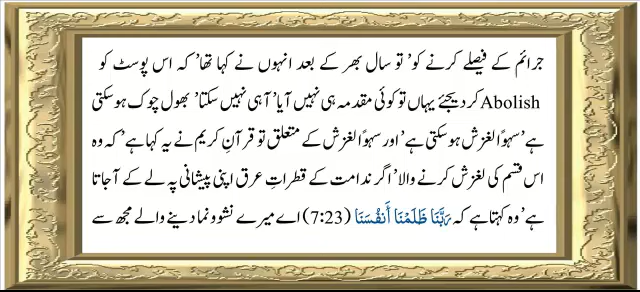 جرائم کے فیصلے کرنے کو’ تو سال بھر کے بعد انہوں نے کہا تھا’ کہ اس پوسٹ کو
Abolish کر دیجئے یہاں تو کوئی مقدمہ ہی نہیں آیا’ آ ہی نہیں سکتا’ بھول چوک ہو سکتی
ہے’ سہواً لغزش ہو سکتی ہے’ اور سہواً لغزش کے متعلق تو قرآنِ کریم نے یہ کہا ہے’ کہ وہ
اس قسم کی لغزش کرنے والا’ اگر ندامت کے قطراتِ عرق اپنی پیشانی پہ لے کے آ جاتا
ہے’ وہ کہتا ہے کہ رَبَّنَا ظَلَمْنَا أَنفُسَنَا (7:23) اے میرے نشوونما دینے والے مجھ سے